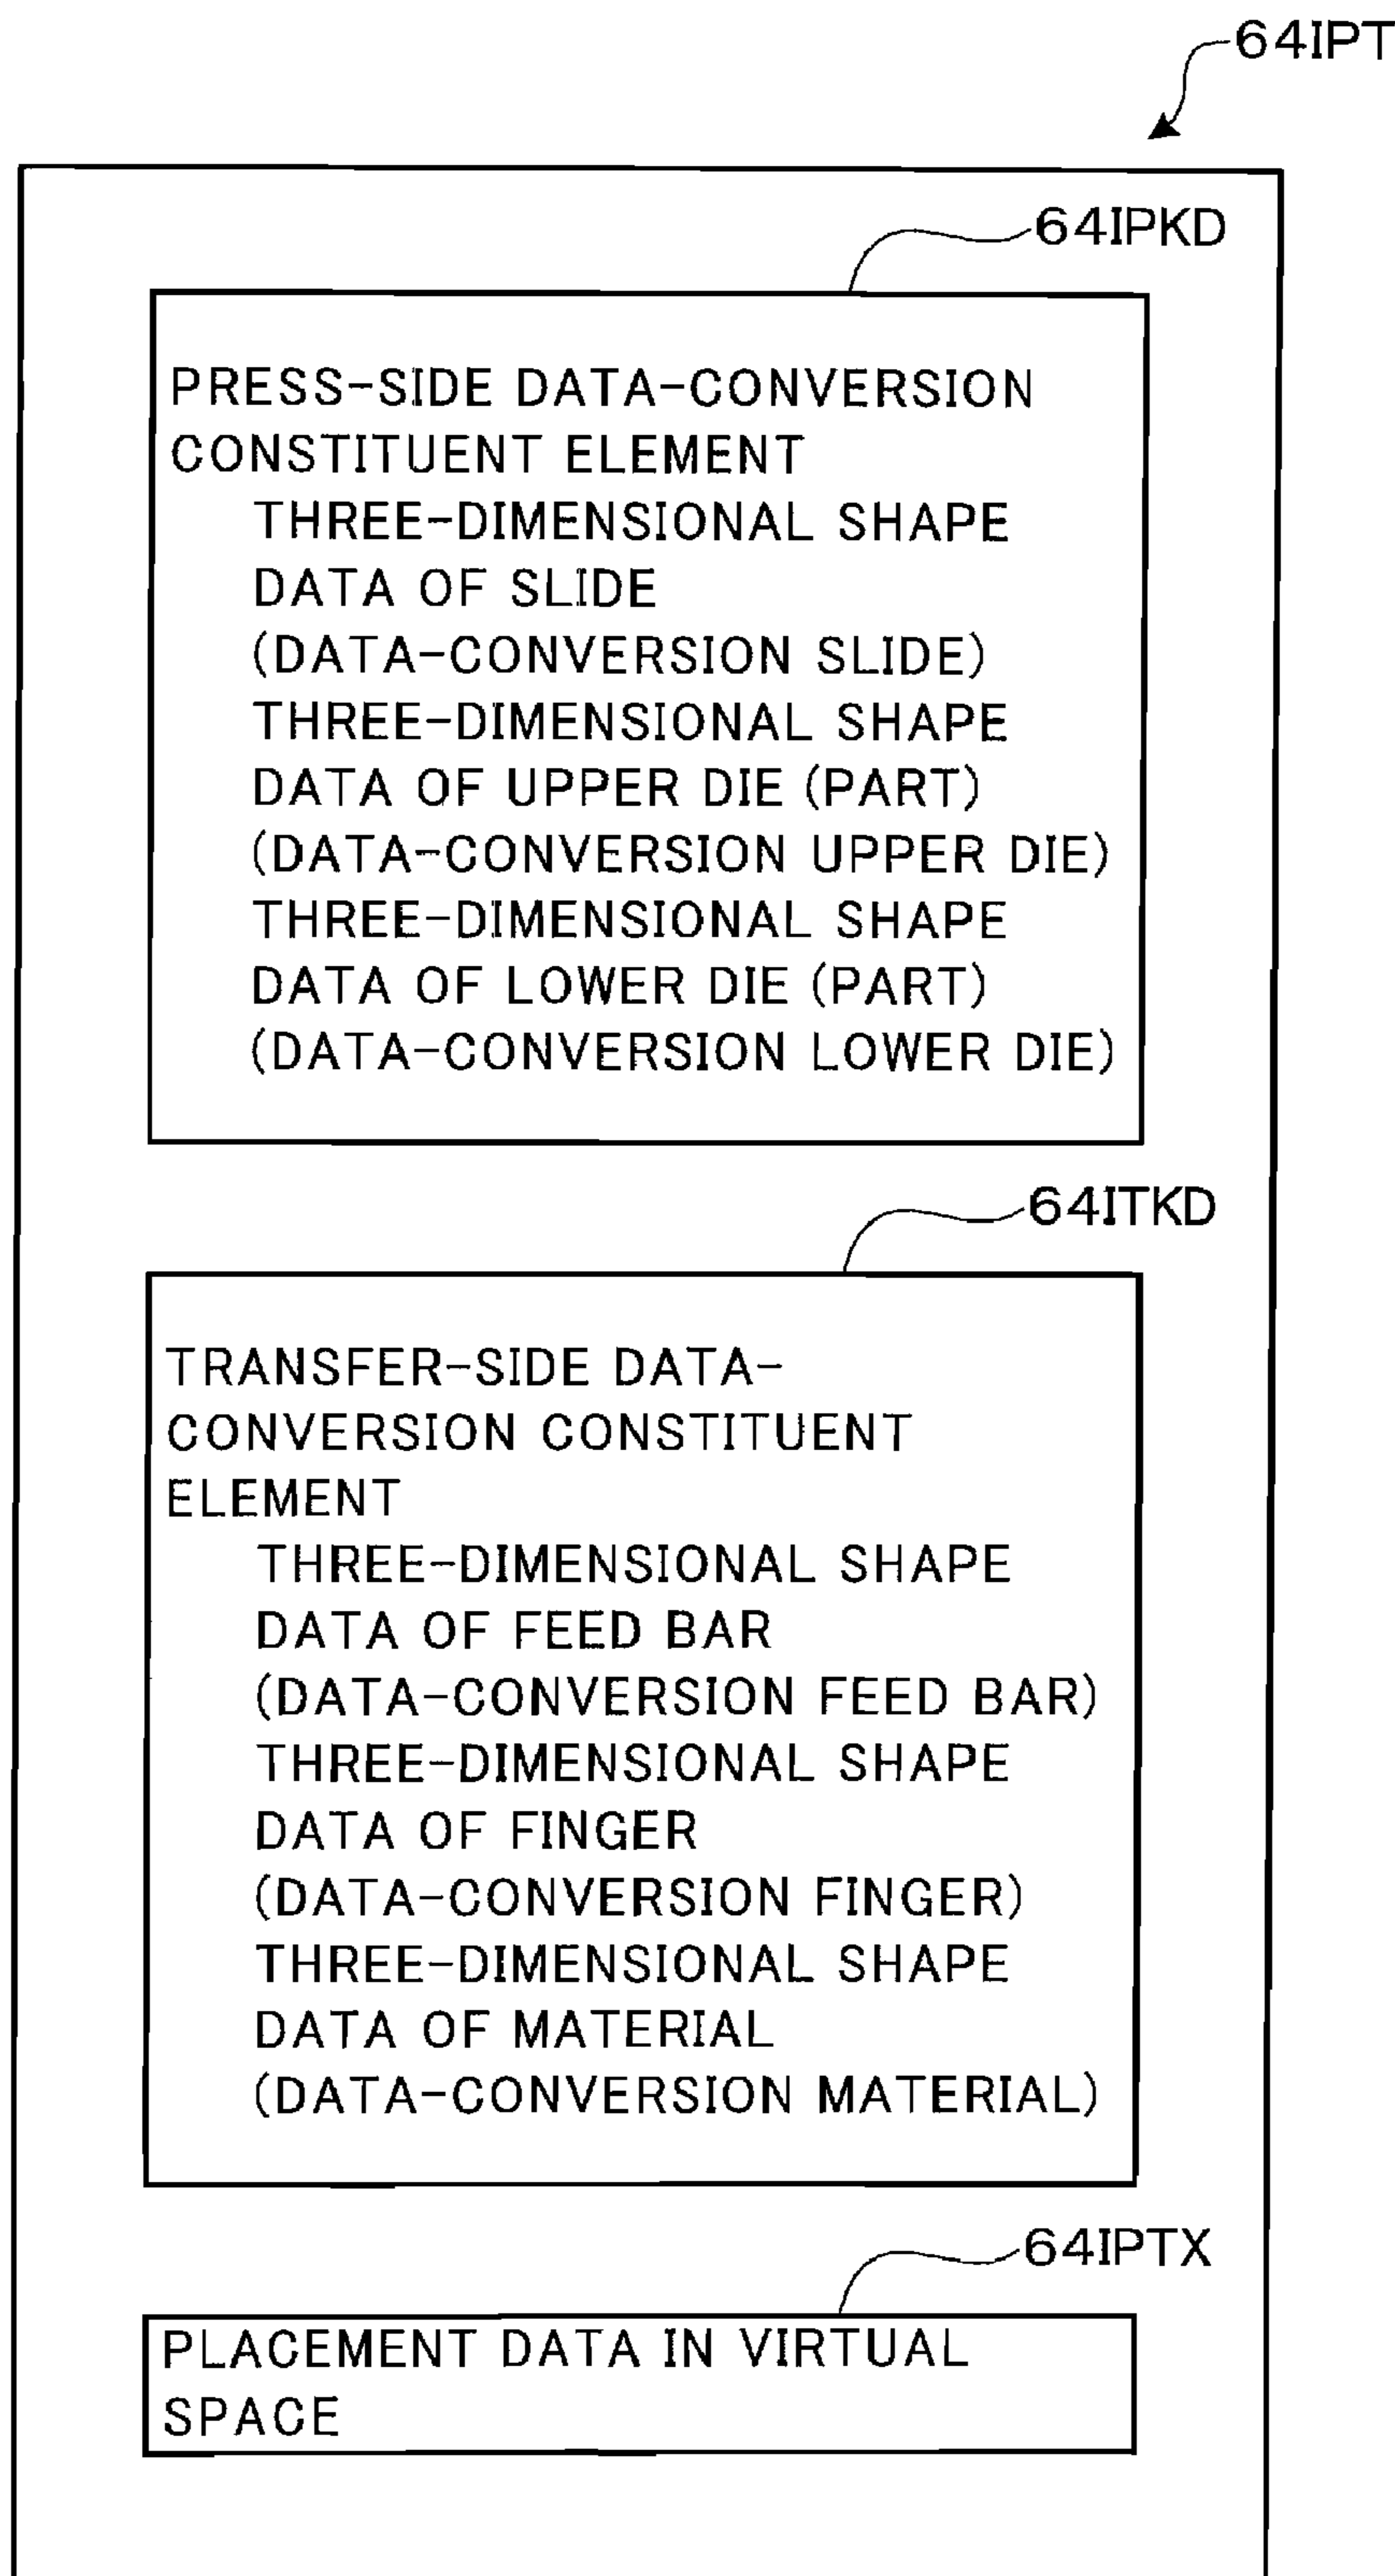 64IPT
64IPKD
PRESS-SIDE DATA-CONVERSION
CONSTITUENT ELEMENT
THREE-DIMENSIONAL SHAPE
DATA OF SLIDE
(DATA-CONVERSION SLIDE)
THREE-DIMENSIONAL SHAPE
DATA OF UPPER DIE (PART)
(DATA-CONVERSION UPPER DIE)
THREE-DIMENSIONAL SHAPE
DATA OF LOWER DIE (PART)
(DATA-CONVERSION LOWER DIE)
64ITKD
TRANSFER-SIDE DATA-
CONVERSION CONSTITUENT
ELEMENT
THREE-DIMENSIONAL SHAPE
DATA OF FEED BAR
(DATA-CONVERSION FEED BAR)
THREE-DIMENSIONAL SHAPE
DATA OF FINGER
(DATA-CONVERSION FINGER)
THREE-DIMENSIONAL SHAPE
DATA OF MATERIAL
(DATA-CONVERSION MATERIAL)
64IPTX
PLACEMENT DATA IN VIRTUAL
SPACE